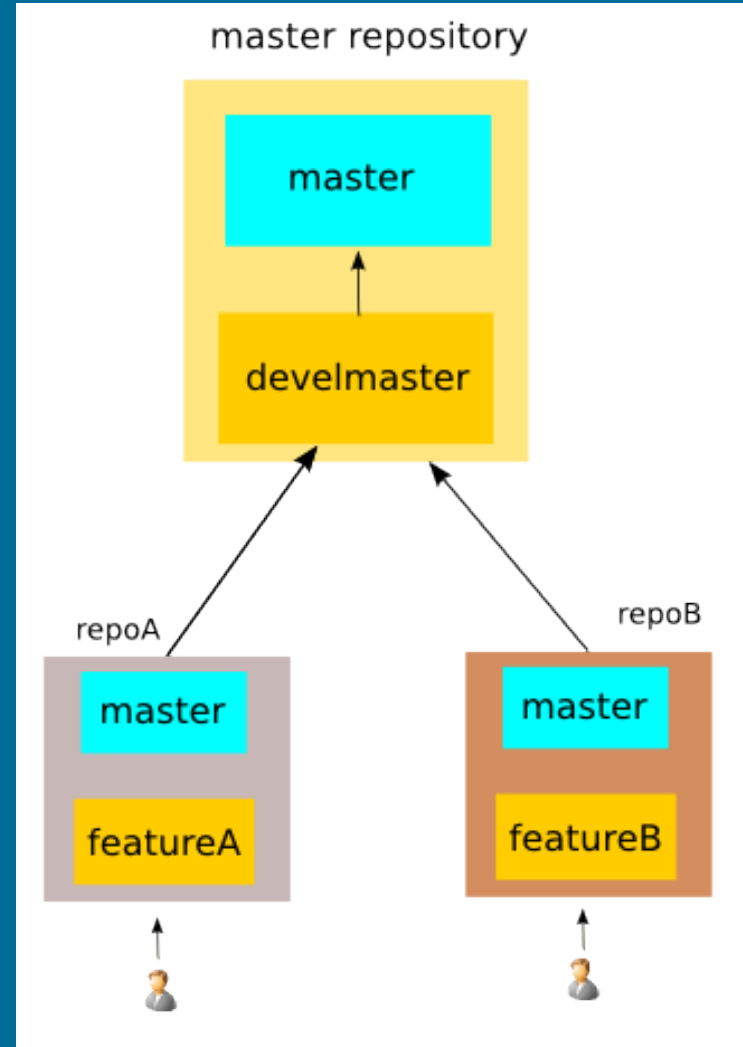 master repository
master
develmaster
repoA
repoB
master
master
featureA
featureB